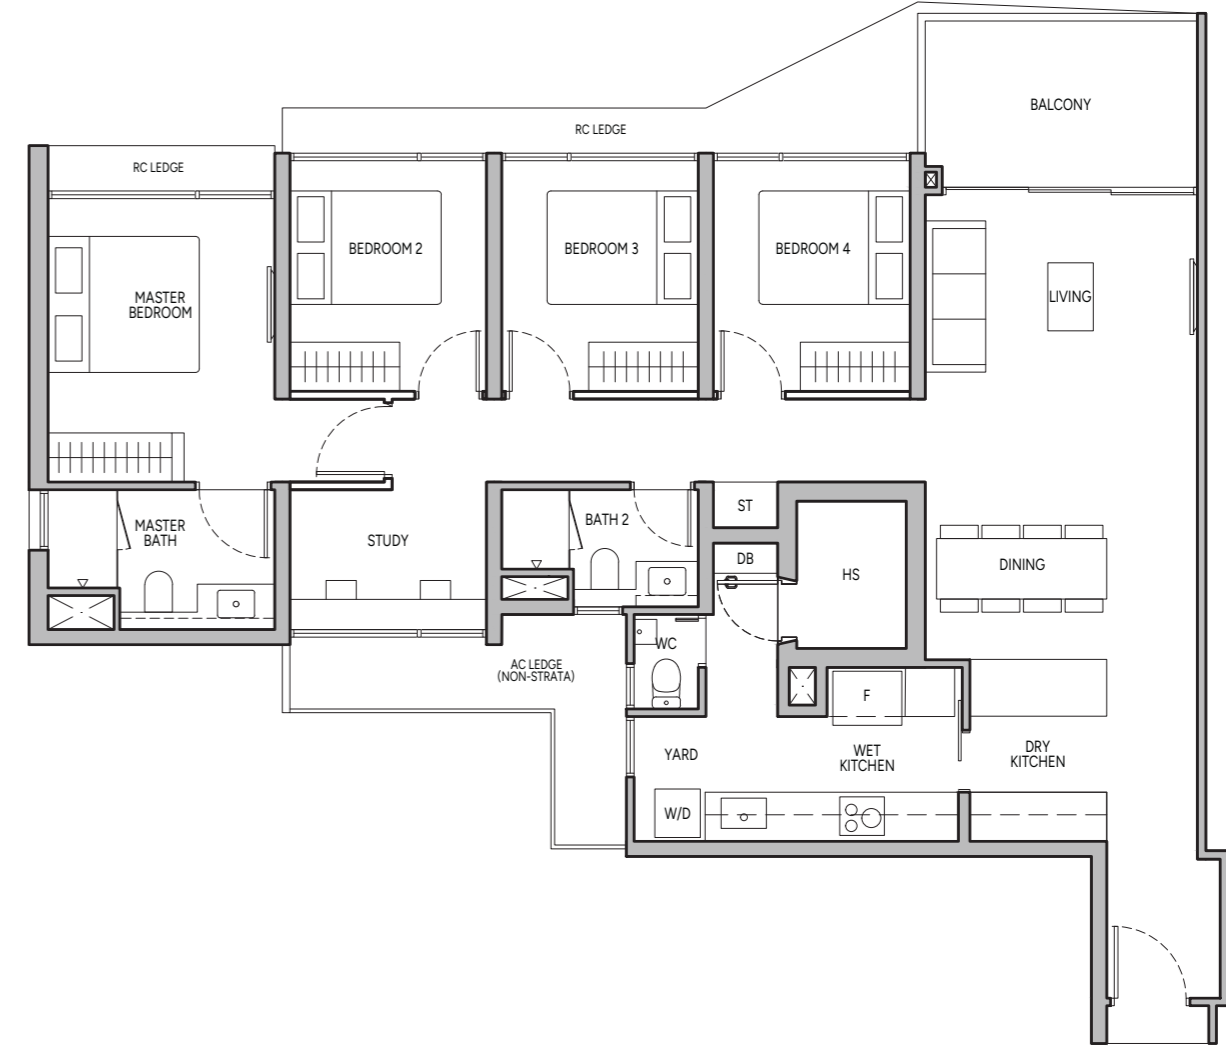 BALCONY
RC LEDGE
RC LEDGE
BEDROOM 2
BEDROOM 3
BEDROOM 4
MASTER
BEDROOM
LIVING
ST
BATH 2
MASTER
BATH
STUDY
DB
HS
DINING
WC
AC LEDGE
(NON-STRATA)
F
YARD
WET
KITCHEN
DRY
KITCHEN
W/D